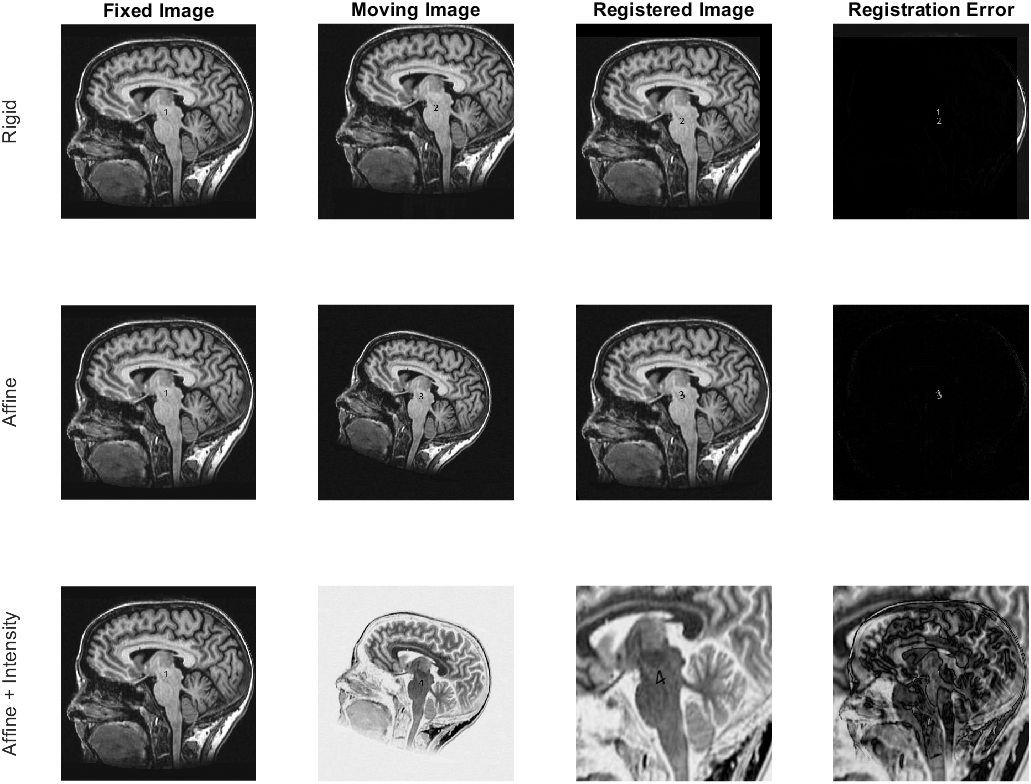 Fixed Image Moving Image Registered Image Registration Error
Rigid
1 2 2 1
2
Affine
1 3 3
Affine + Intensity
1 4